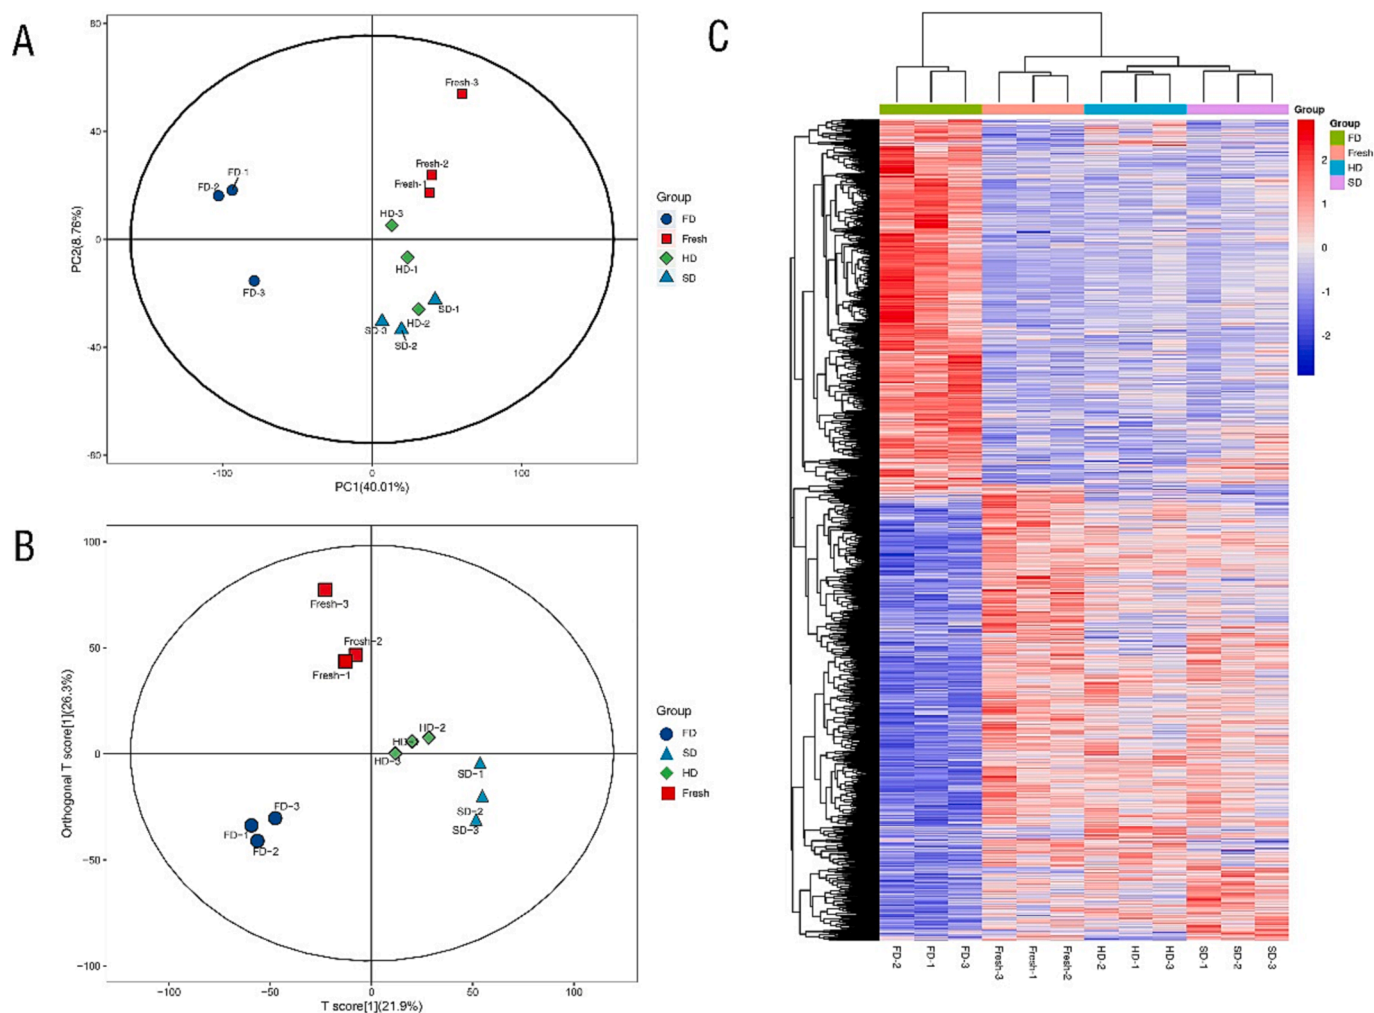 A
80
40
0
-40
-80
PC2(8.76%)
Fresh-3
Fresh-2
Fresh-1
FD-1
FD-2
FD-3
HD-3
HD-1
HD-2
SD-1
SD-3
SD-2
-100
0
100
PC1(40.01%)
Group
FD
Fresh
HD
SD
B
100
50
0
−50
−100
Orthogonal T score[1](26.3%)
Fresh−3
Fresh−2
Fresh−1
HD−2
HD−3
SD−1
SD−2
SD−3
FD−3
FD−1
FD−2
−100
−50
0
50
100
T score[1](21.9%)
Group
FD
SD
HD
Fresh
C
Group
2
1
0
-1
-2
Group
FD
Fresh
HD
SD
FD-2
FD-1
FD-3
Fresh-3
Fresh-1
Fresh-2
HD-2
HD-1
HD-3
SD-1
SD-2
SD-3